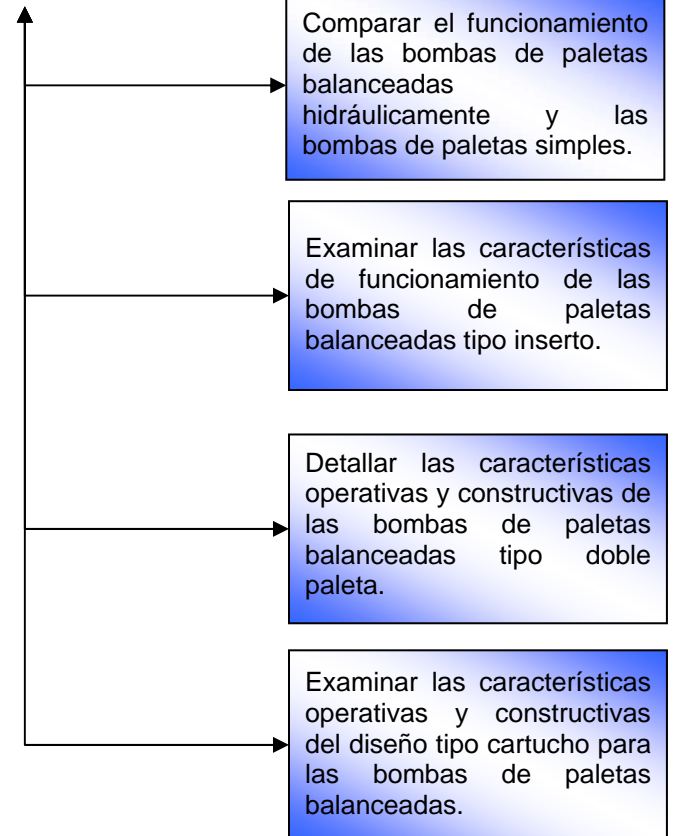 Comparar el funcionamiento
de las bombas de paletas
balanceadas
hidráulicamente y las
bombas de paletas simples.
Examinar las características
de funcionamiento de las
bombas de paletas
balanceadas tipo inserto.
Detallar las características
operativas y constructivas de
las bombas de paletas
balanceadas tipo doble
paleta.
Examinar las características
operativas y constructivas
del diseño tipo cartucho para
las bombas de paletas
balanceadas.